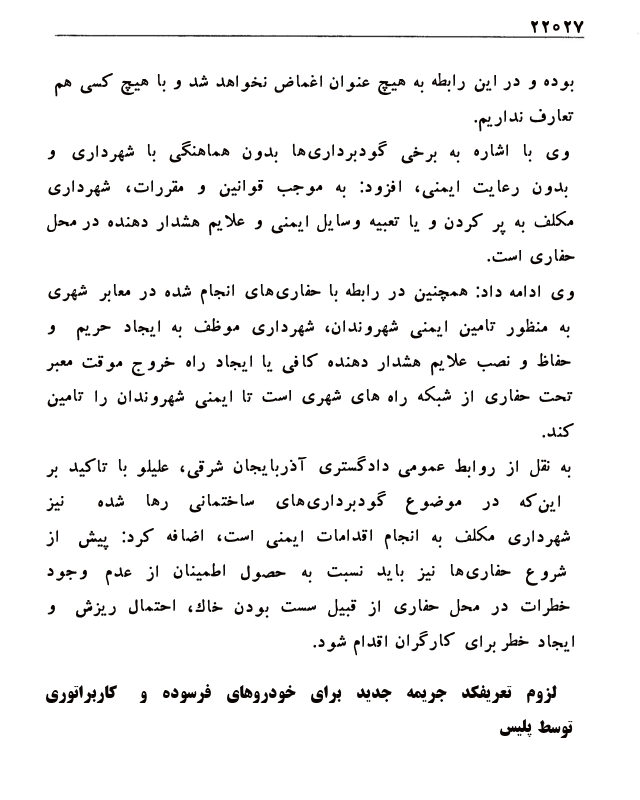 ۲۲۰۲۷
بوده و در این رابطه به هیچ عنوان اغماض نخواهد شد و با هیچ کسی هم
تعارف نداریم.
وی با اشاره به برخی گودبرداری‌ها بدون هماهنگی با شهرداری و
بدون رعایت ایمنی، افزود: به موجب قوانین و مقررات، شهرداری
مکلف به پر کردن و یا تعبیه وسایل ایمنی و علایم هشدار دهنده در محل
حفاری است.
وی ادامه داد: همچنین در رابطه با حفاری‌های انجام شده در معابر شهری
به منظور تامین ایمنی شهروندان، شهرداری موظف به ایجاد حریم و
حفاظ و نصب علایم هشدار دهنده کافی یا ایجاد راه خروج موقت معبر
تحت حفاری از شبکه راه های شهری است تا ایمنی شهروندان را تامین
کند.
به نقل از روابط عمومی دادگستری آذربایجان شرقی، علیلو با تاکید بر
این‌که در موضوع گودبرداری‌های ساختمانی رها شده نیز
شهرداری مکلف به انجام اقدامات ایمنی است، اضافه کرد: پیش از
شروع حفاری‌ها نیز باید نسبت به حصول اطمینان از عدم وجود
خطرات در محل حفاری از قبیل سست بودن خاك، احتمال ریزش و
ایجاد خطر برای کارگران اقدام شود.
لزوم تعریفکد جریمه جدید برای خودروهای فرسوده و کاربراتوری
توسط پلیس